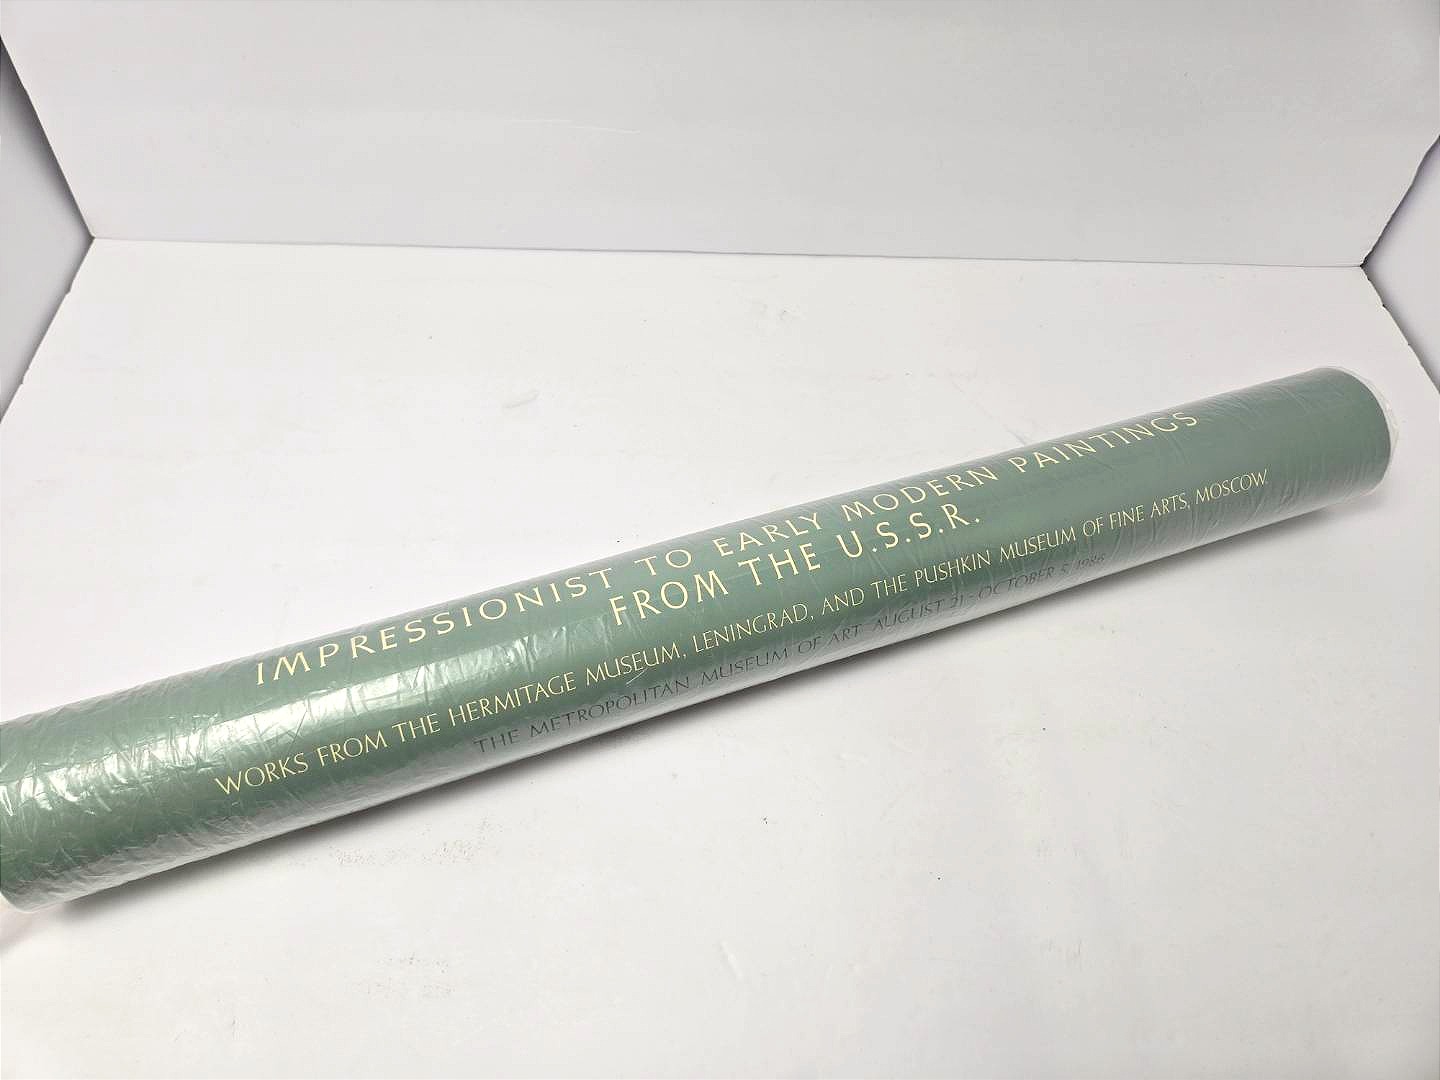 IMPRESSIONIST TO EARLY MODERN PAINTINGS
FROM THE U.S.S.R.
WORKS FROM THE HERMITAGE MUSEUM, LENINGRAD, AND THE PUSHKIN MUSEUM OF FINE ARTS, MOSCOW
THE METROPOLITAN MUSEUM OF ART AUGUST 21 - OCTOBER 5, 1986